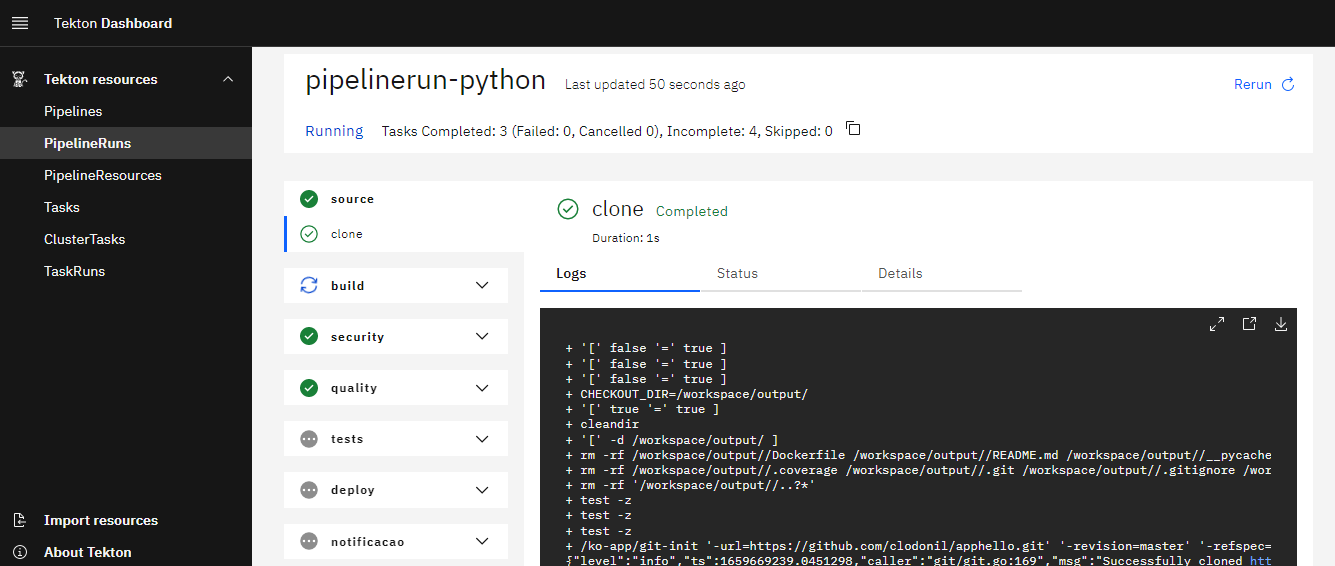 Tekton Dashboard
Tekton resources
Pipelines
PipelineRuns
PipelineResources
Tasks
ClusterTasks
TaskRuns
Import resources
About Tekton
pipelinerun-python Last updated 50 seconds ago
Rerun
Running Tasks Completed: 3 (Failed: 0, Cancelled 0), Incomplete: 4, Skipped: 0
source
clone
build
security
quality
tests
deploy
notificacao
clone Completed
Duration: 1s
Logs Status Details
+ '[' false '=' true ]
+ '[' false '=' true ]
+ '[' false '=' true ]
+ CHECKOUT_DIR=/workspace/output/
+ '[' true '=' true ]
+ cleandir
+ '[' -d /workspace/output/ ]
+ rm -rf /workspace/output//Dockerfile /workspace/output//README.md /workspace/output//__pycache
+ rm -rf /workspace/output//.coverage /workspace/output//.git /workspace/output//.gitignore /wor
+ rm -rf '/workspace/output//..?*'
+ test -z
+ test -z
+ test -z
+ /ko-app/git-init '-url=https://github.com/clodonil/apphello.git' '-revision=master' '-refspec=
{"level":"info","ts":1659669239.0451298,"caller":"git/git.go:169","msg":"Successfully cloned htt